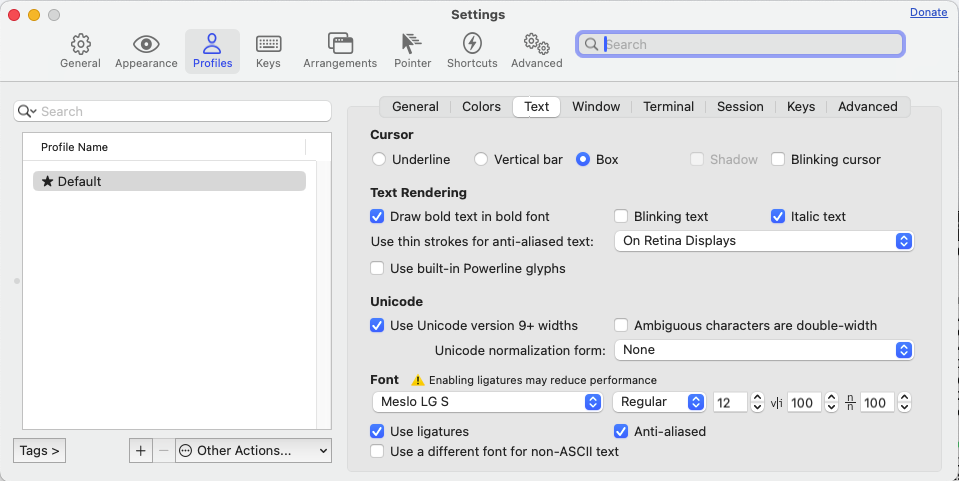 Settings
Donate
General Appearance Profiles Keys Arrangements Pointer Shortcuts Advanced Search
Search
General Colors Text Window Terminal Session Keys Advanced
Profile Name
Default
Cursor
Underline Vertical bar Box Shadow Blinking cursor
Text Rendering
Draw bold text in bold font Blinking text Italic text
Use thin strokes for anti-aliased text: On Retina Displays
Use built-in Powerline glyphs
Unicode
Use Unicode version 9+ widths Ambiguous characters are double-width
Unicode normalization form: None
Font Enabling ligatures may reduce performance
Meslo LG S Regular 12 v|i 100 n/n 100
Use ligatures Anti-aliased
Use a different font for non-ASCII text
Tags > + − Other Actions...